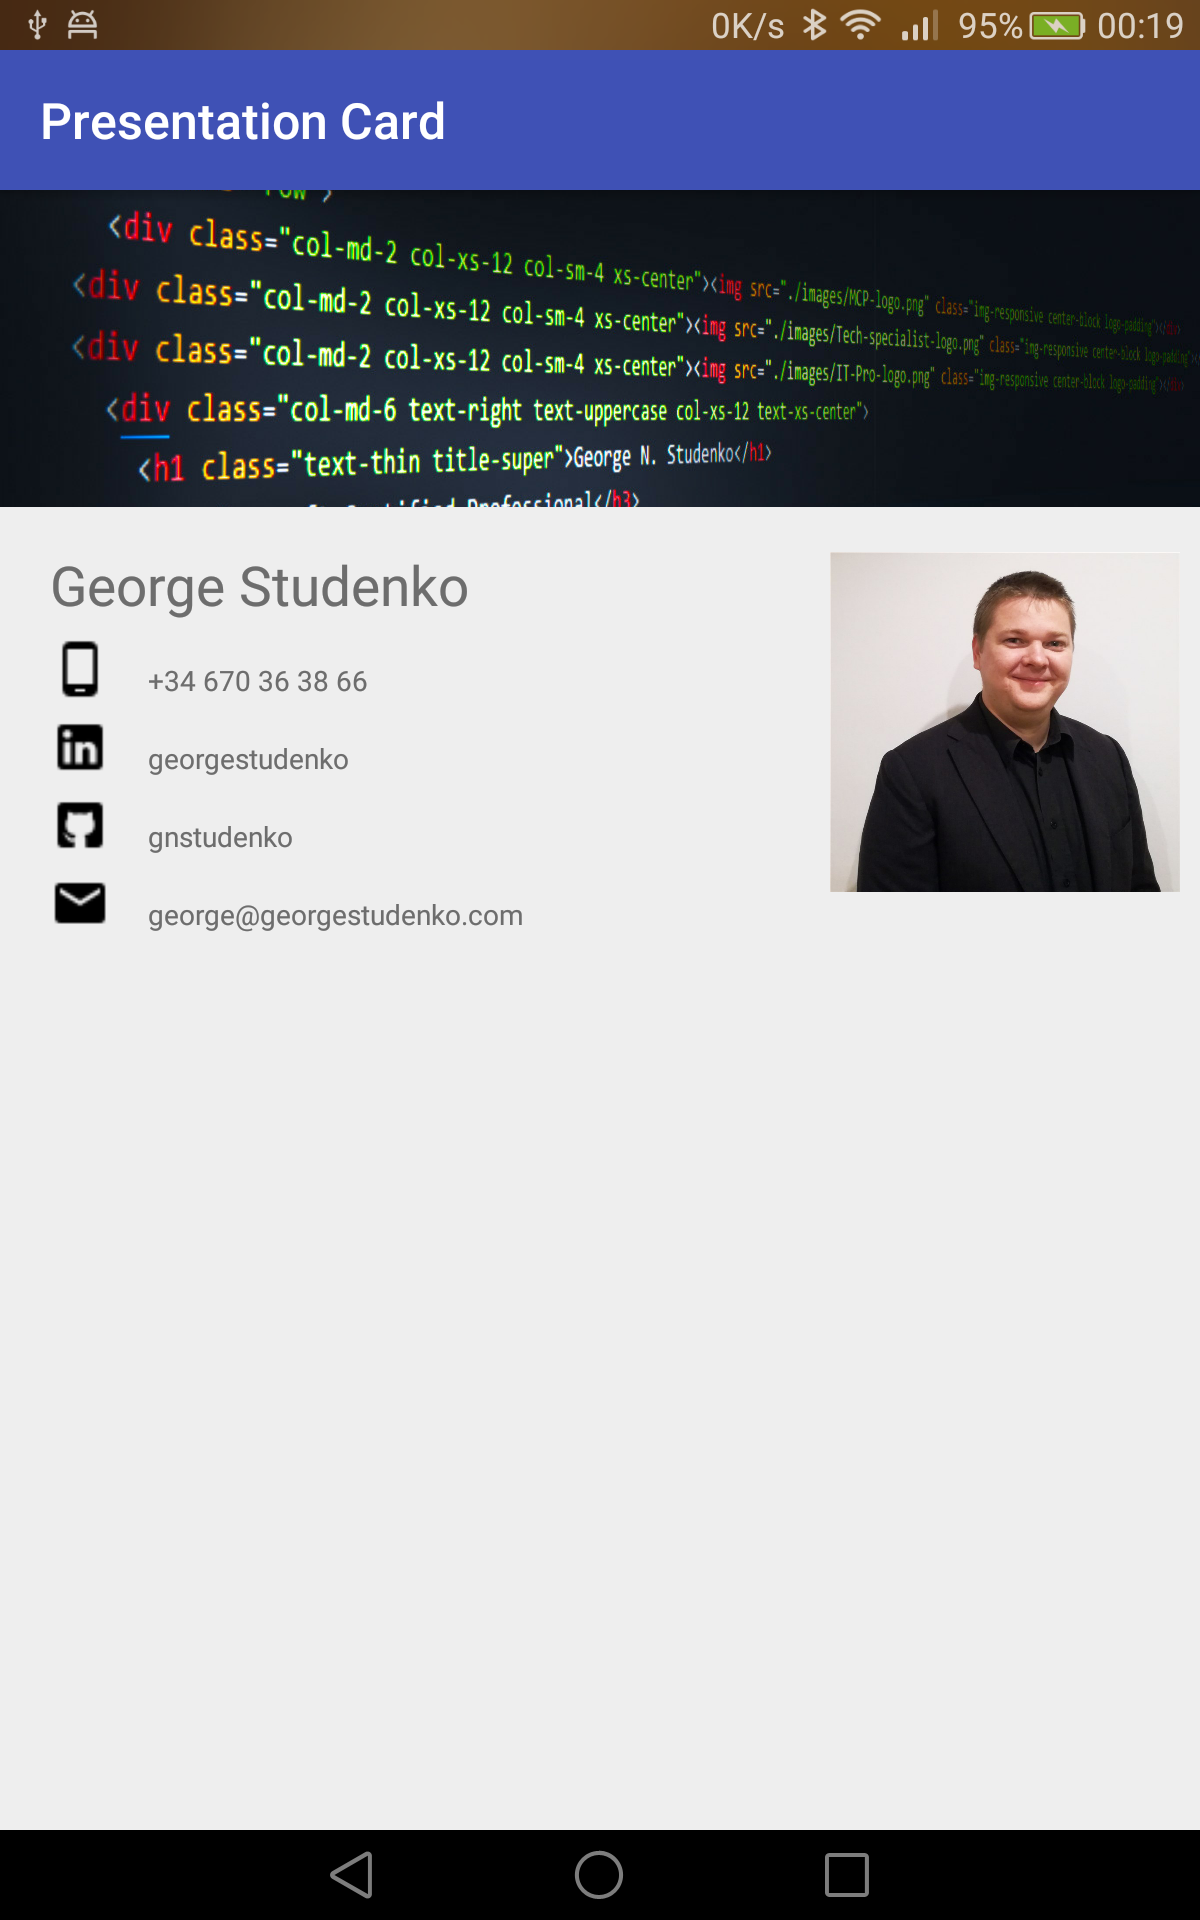 0K/s 95% 00:19
Presentation Card
row">
<div class="col-md-2 col-xs-12 col-sm-4 xs-center"><img src="./images/MCP-logo.png" class="img-responsive center-block logo-padding"></div>
<div class="col-md-2 col-xs-12 col-sm-4 xs-center"><img src="./images/Tech-specialist-logo.png" class="img-responsive center-block logo-padding">
<div class="col-md-2 col-xs-12 col-sm-4 xs-center"><img src="./images/IT-Pro-logo.png" class="img-responsive center-block logo-padding"></div>
<div class="col-md-6 text-right text-uppercase col-xs-12 text-xs-center">
<h1 class="text-thin title-super">George N. Studenko</h1>
Certified Professional</h3>
George Studenko
+34 670 36 38 66
in georgestudenko
gnstudenko
george@georgestudenko.com